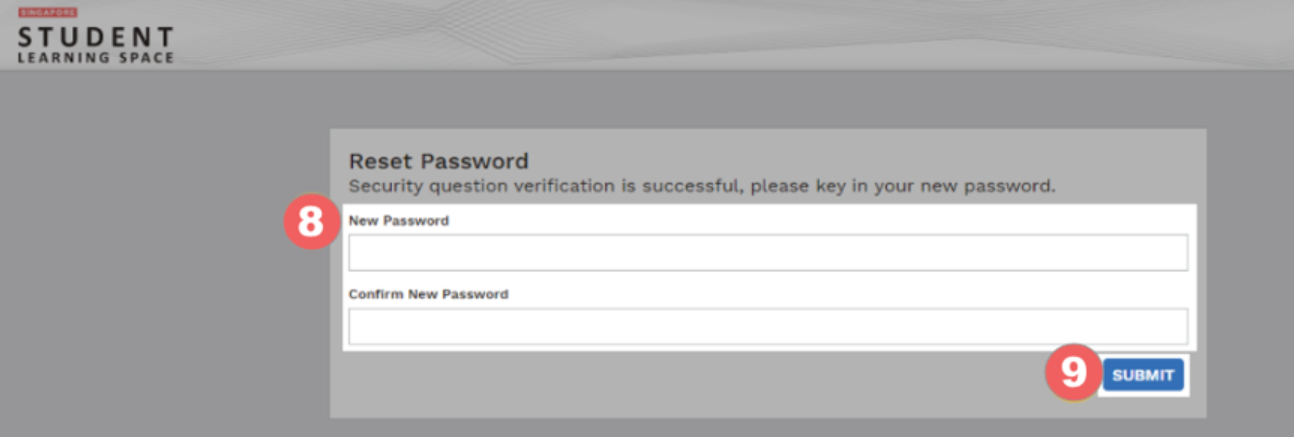 SINGAPORE
STUDENT
LEARNING SPACE
Reset Password
Security question verification is successful, please key in your new password.
8
New Password
Confirm New Password
9
SUBMIT